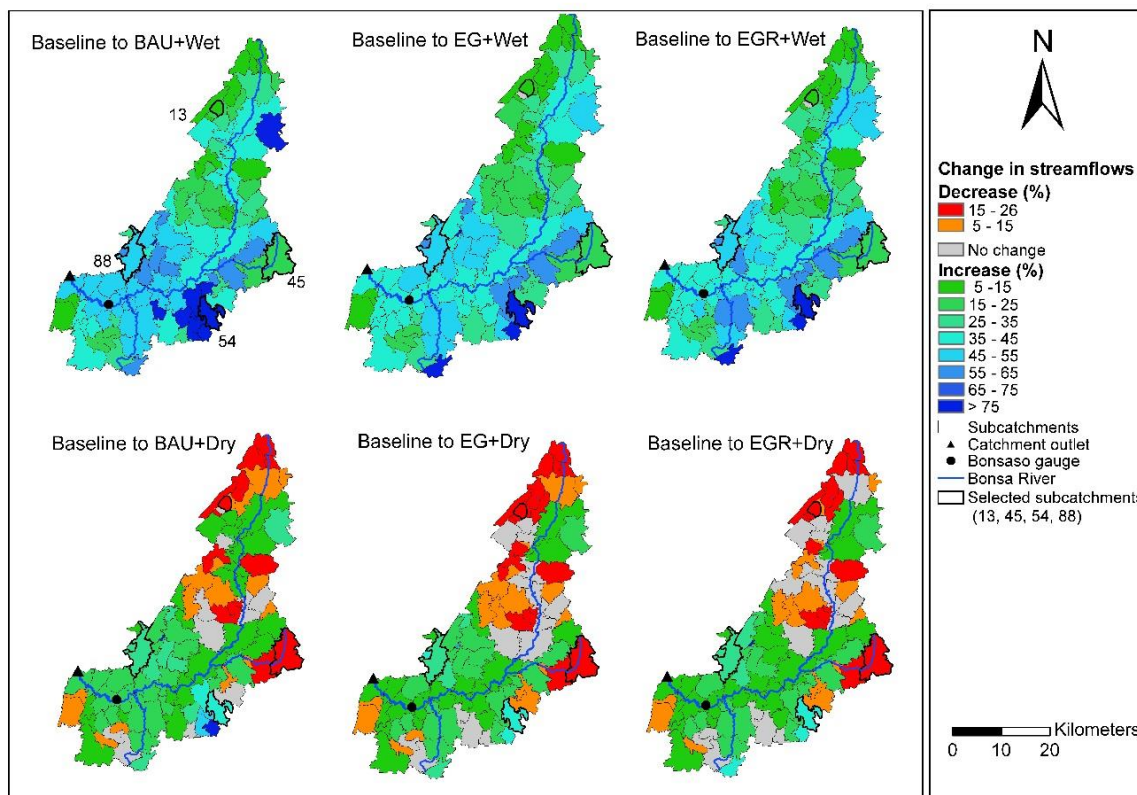 Baseline to BAU+Wet
Baseline to EG+Wet
Baseline to EGR+Wet
13
88
45
54
Baseline to BAU+Dry
Baseline to EG+Dry
Baseline to EGR+Dry
N
Change in streamflows
Decrease (%)
15 - 26
5 - 15
No change
Increase (%)
5 -15
15 - 25
25 - 35
35 - 45
45 - 55
55 - 65
65 - 75
> 75
Subcatchments
Catchment outlet
Bonsaso gauge
Bonsa River
Selected subcatchments
(13, 45, 54, 88)
Kilometers
0 10 20